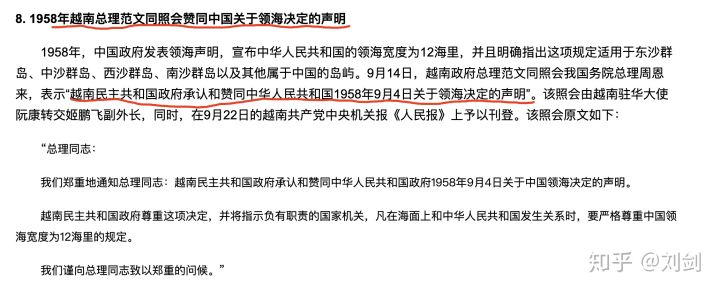 8. 1958年越南总理范文同照会赞同中国关于领海决定的声明
1958年，中国政府发表领海声明，宣布中华人民共和国的领海宽度为12海里，并且明确指出这项规定适用于东沙群
岛、中沙群岛、西沙群岛、南沙群岛以及其他属于中国的岛屿。9月14日，越南政府总理范文同照会我国务院总理周恩
来，表示“越南民主共和国政府承认和赞同中华人民共和国1958年9月4日关于领海决定的声明”。该照会由越南驻华大使
阮康转交姬鹏飞副外长，同时，在9月22日的越南共产党中央机关报《人民报》上予以刊登。该照会原文如下：
“总理同志：
我们郑重地通知总理同志：越南民主共和国政府承认和赞同中华人民共和国政府1958年9月4日关于中国领海决定的声明。
越南民主共和国政府尊重这项决定，并将指示负有职责的国家机关，凡在海面上和中华人民共和国发生关系时，要严格尊重中国领
海宽度为12海里的规定。
我们谨向总理同志致以郑重的问候。”
知乎 @刘剑